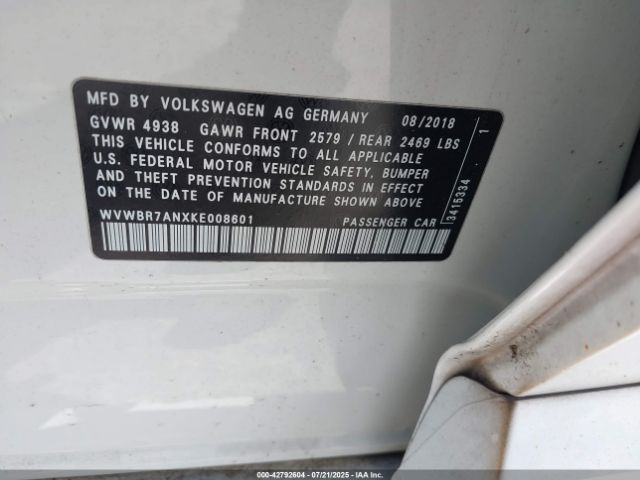 MFD BY VOLKSWAGEN AG GERMANY 08/2018
GVWR 4938 GAWR FRONT 2579 / REAR 2469 LBS
THIS VEHICLE CONFORMS TO ALL APPLICABLE
U.S. FEDERAL MOTOR VEHICLE SAFETY, BUMPER
AND THEFT PREVENTION STANDARDS IN EFFECT
ON THE DATE OF MANUFACTURE SHOWN ABOVE
WVWBR7ANXKE008601 PASSENGER CAR
3415334 1
000-42792604 - 07/21/2025 - IAA Inc.